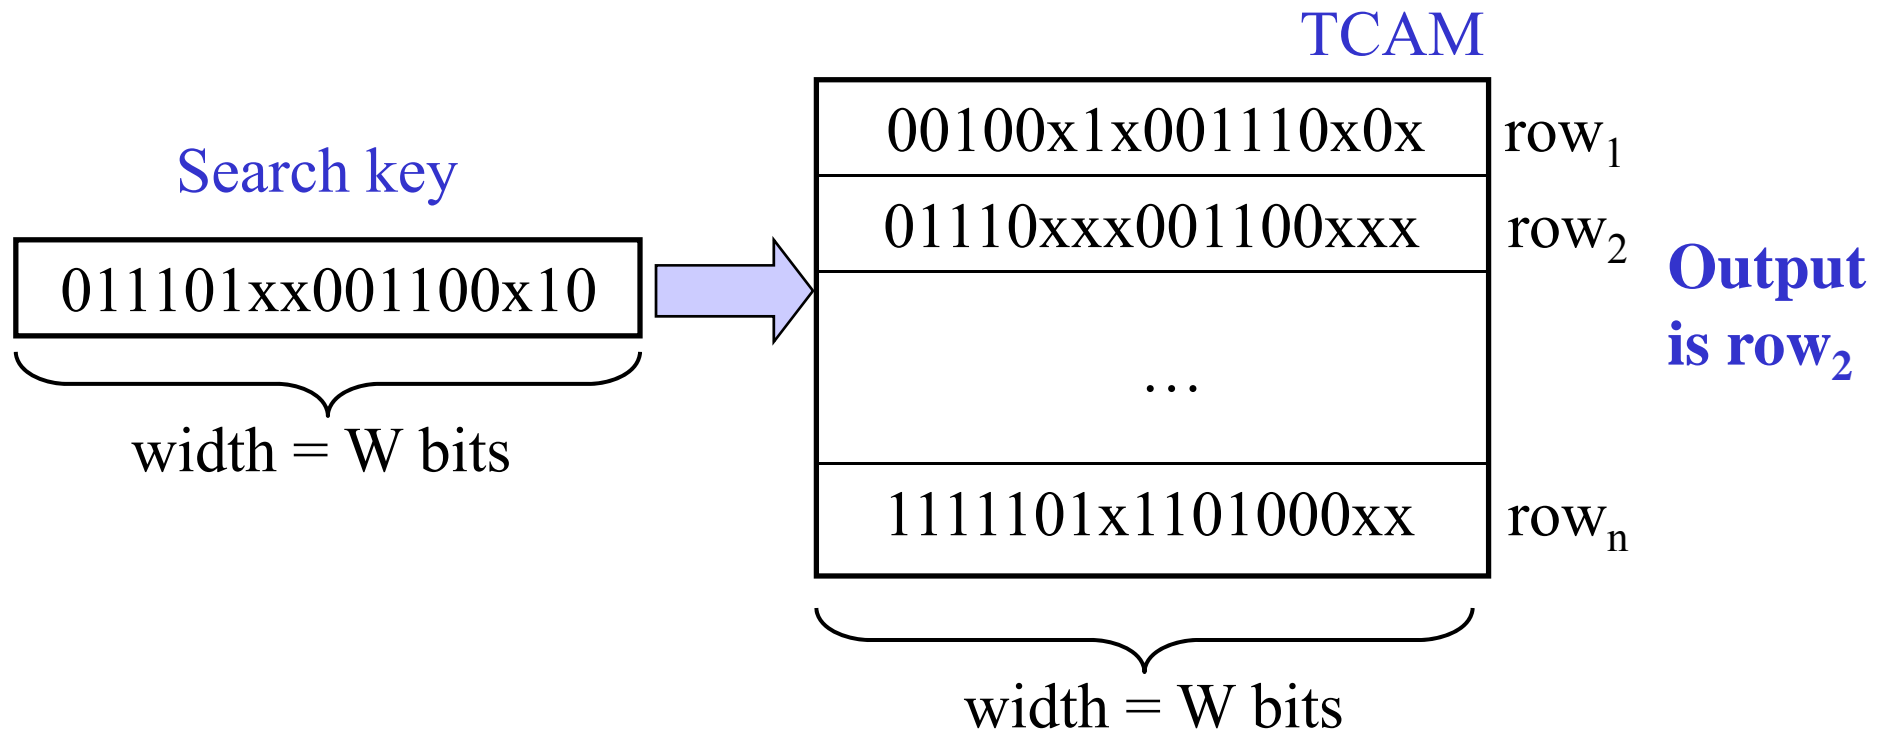 TCAM
Search key
011101xx001100x10
width = W bits
00100x1x001110x0x row₁
01110xxx001100xxx row₂
…
1111101x1101000xx rowₙ
width = W bits
Output
is row₂